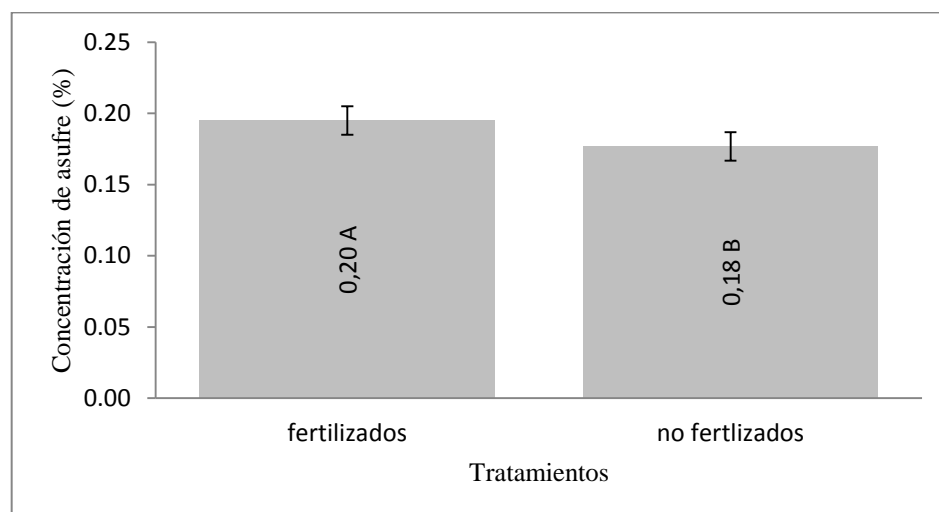 Concentración de asufre (%)
0.25
0.20
0.15
0.10
0.05
0.00
0,20 A
0,18 B
fertilizados
no fertlizados
Tratamientos